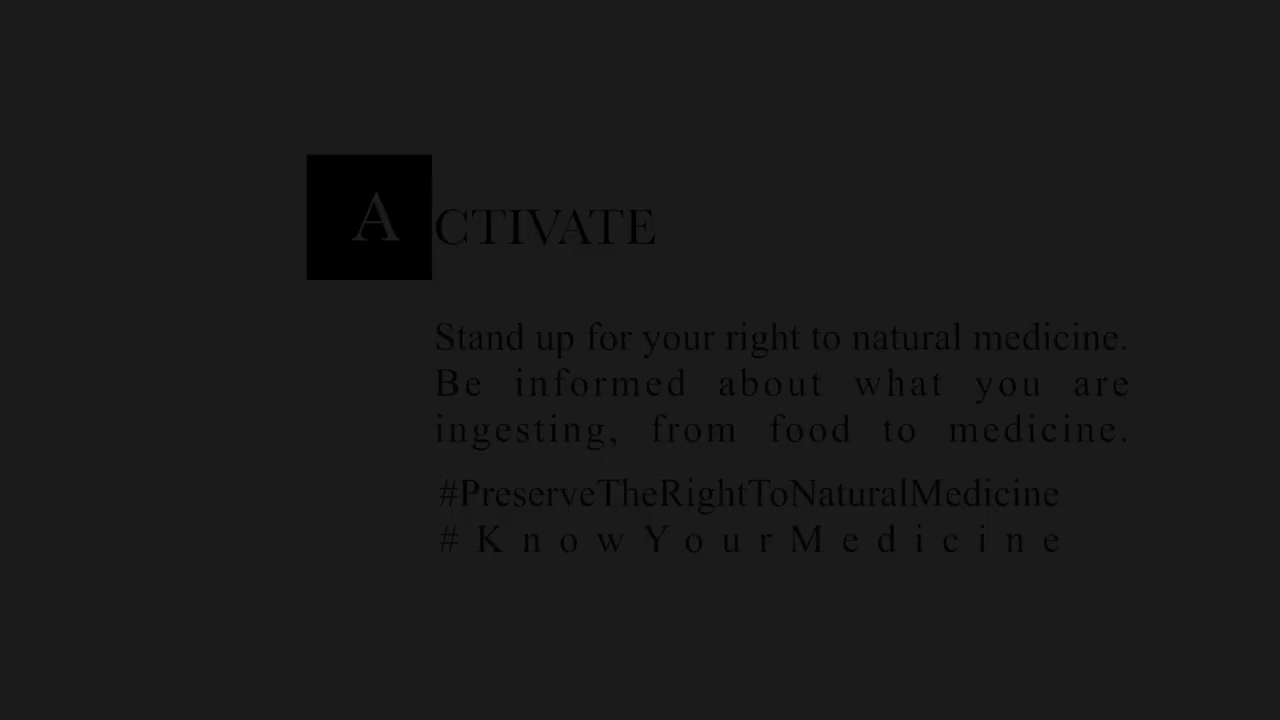 ACTIVATE
Stand up for your right to natural medicine.
Be informed about what you are
ingesting, from food to medicine.
#PreserveTheRightToNaturalMedicine
#KnowYourMedicine